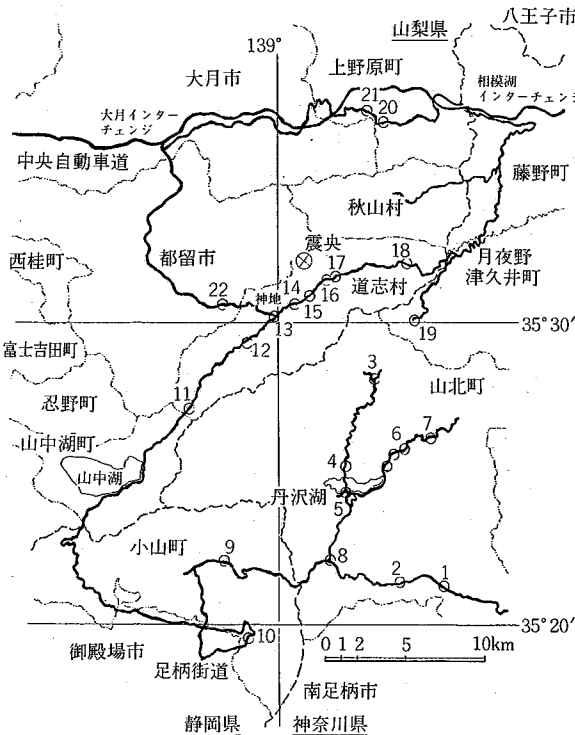 八王子市
山梨県
139°
大月市
上野原町
相模湖
インターチェンジ
大月インター
チェンジ
21
20
中央自動車道
藤野町
秋山村
震央
都留市
西桂町
月夜野
津久井町
18
17
道志村
14
16
22
神地
15
13
19
35°30′
12
富士吉田町
3
山北町
忍野町
11
7
6
山中湖町
4
山中湖
丹沢湖
5
小山町
9
8
2
1
35°20′
10
御殿場市
足柄街道
0 1 2 5 10km
南足柄市
静岡県
神奈川県